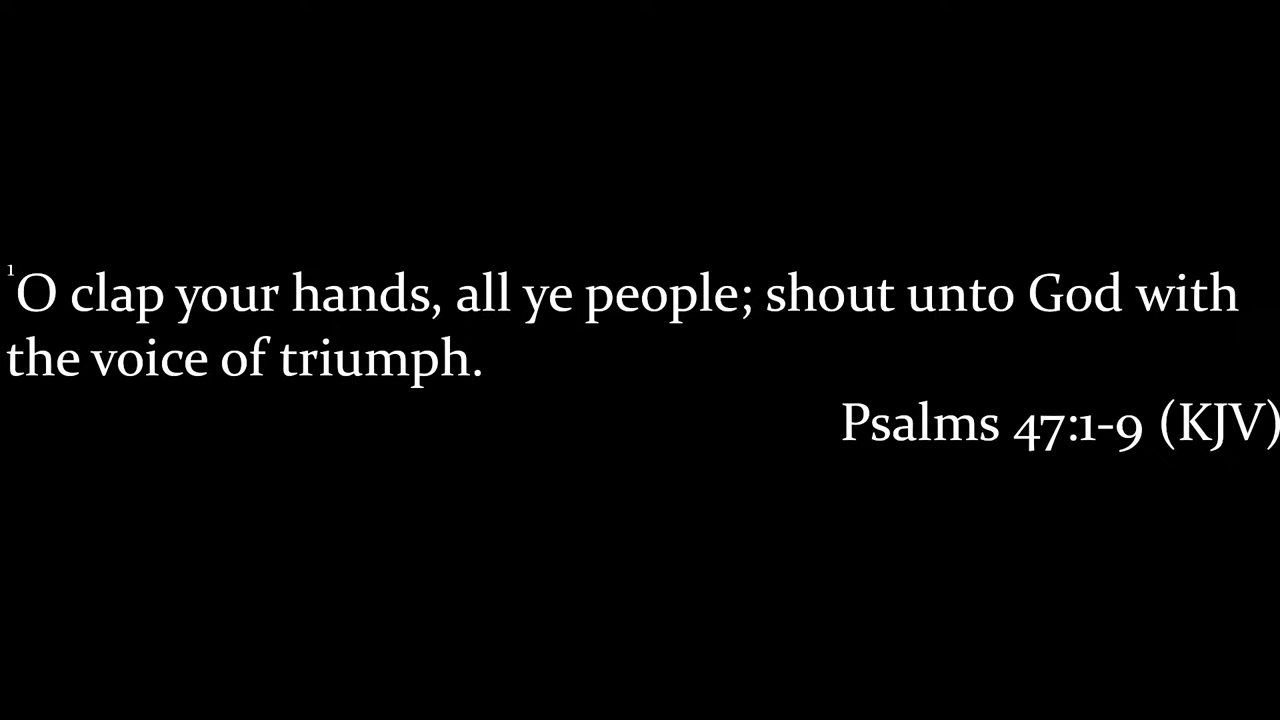 ¹O clap your hands, all ye people; shout unto God with
the voice of triumph.
Psalms 47:1-9 (KJV)